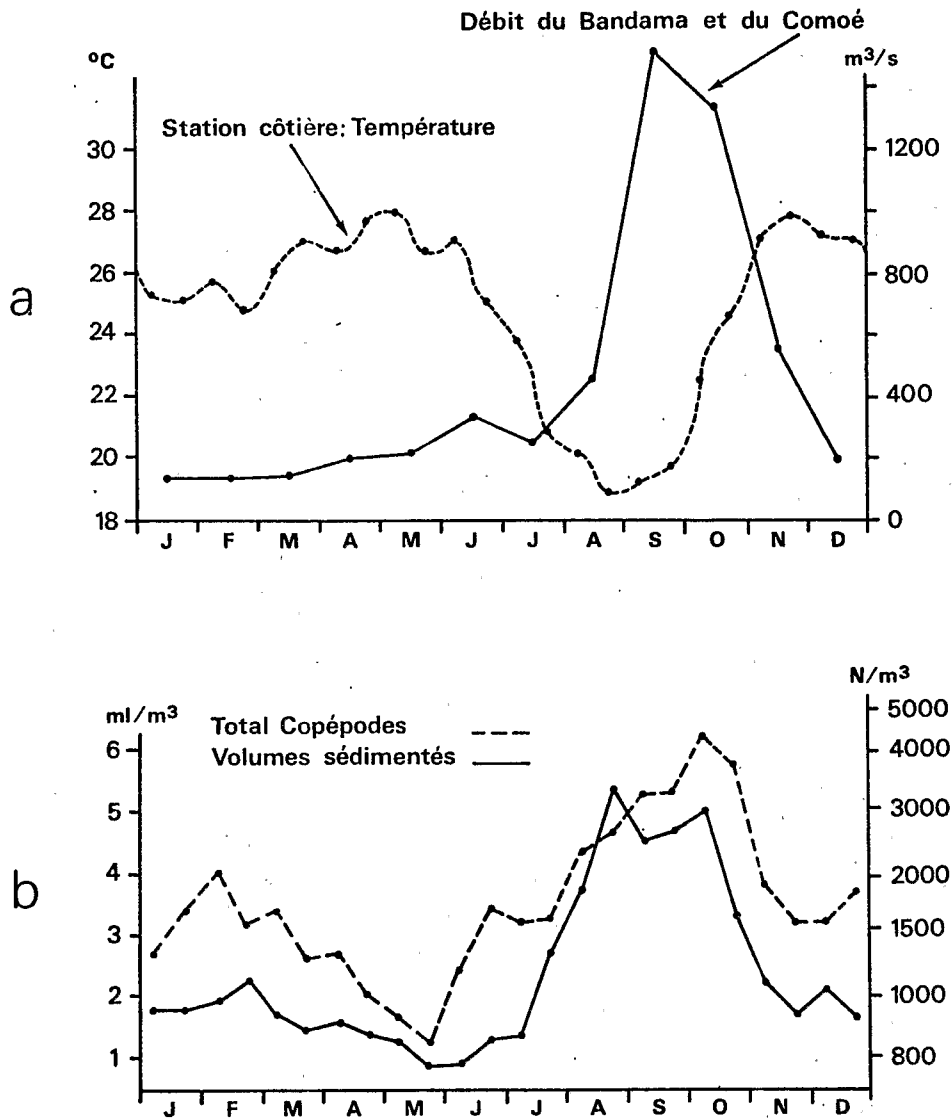 Débit du Bandama et du Comoé
°C
m³/s
Station côtière: Température
30
28
26
24
22
20
18
1200
800
400
0
a
J F M A M J J A S O N D
N/m³
ml/m³
Total Copépodes
Volumes sédimentés
6
5
4
3
2
1
5000
4000
3000
2000
1500
1000
800
b
J F M A M J J A S O N D